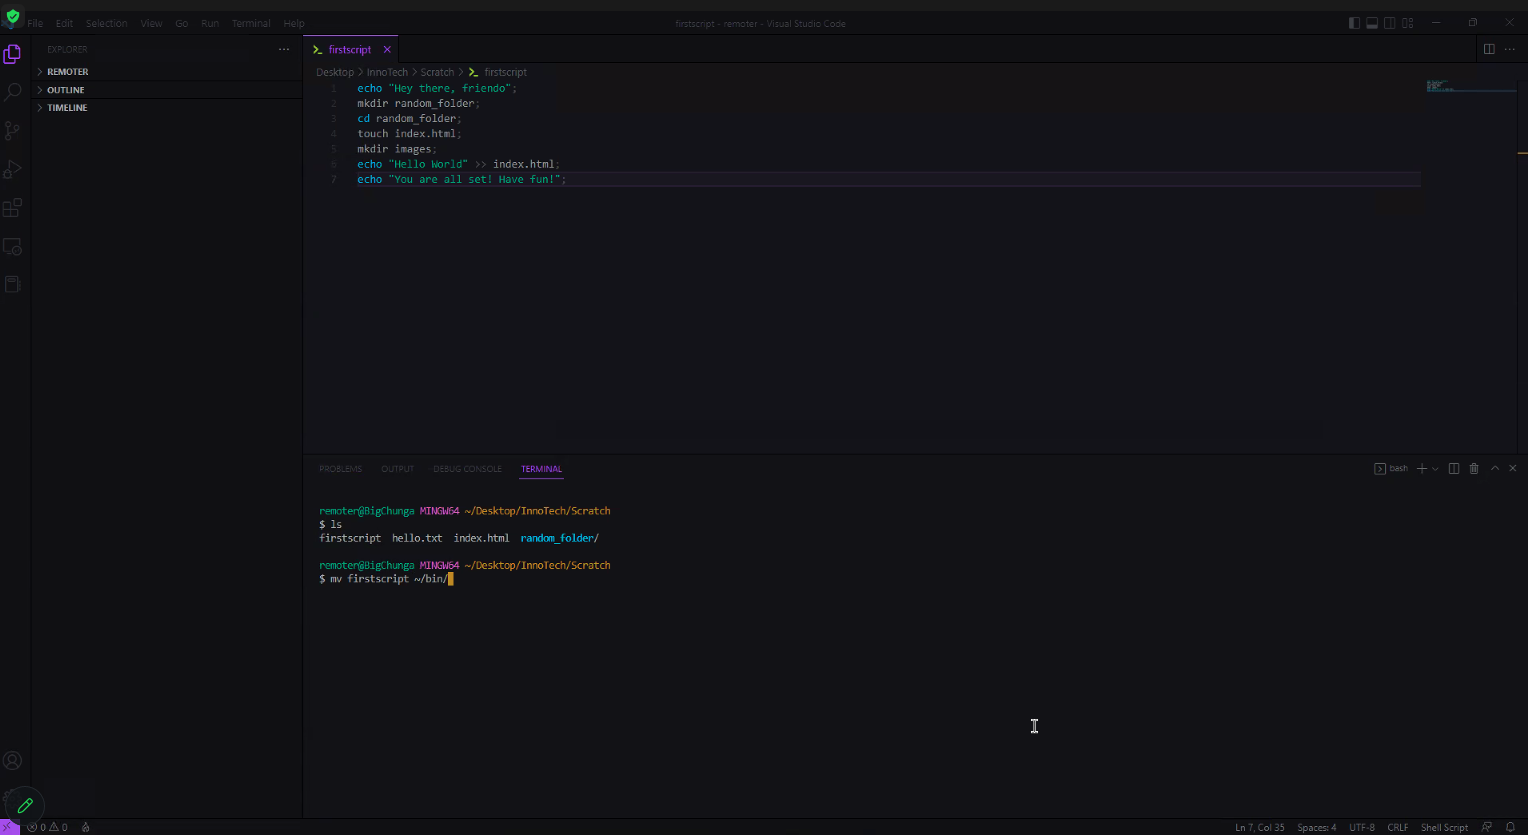 File Edit Selection View Go Run Terminal Help
firstscript - remoter - Visual Studio Code
EXPLORER
REMOTER
OUTLINE
TIMELINE
firstscript
Desktop > InnoTech > Scratch > firstscript
1 echo "Hey there, friendo";
2 mkdir random_folder;
3 cd random_folder;
4 touch index.html;
5 mkdir images;
6 echo "Hello World" >> index.html;
7 echo "You are all set! Have fun!";
PROBLEMS OUTPUT DEBUG CONSOLE TERMINAL
bash
remoter@BigChunga MINGW64 ~/Desktop/InnoTech/Scratch
$ ls
firstscript hello.txt index.html random_folder/
remoter@BigChunga MINGW64 ~/Desktop/InnoTech/Scratch
$ mv firstscript ~/bin/
0 0
Ln 7, Col 35 Spaces: 4 UTF-8 CRLF Shell Script